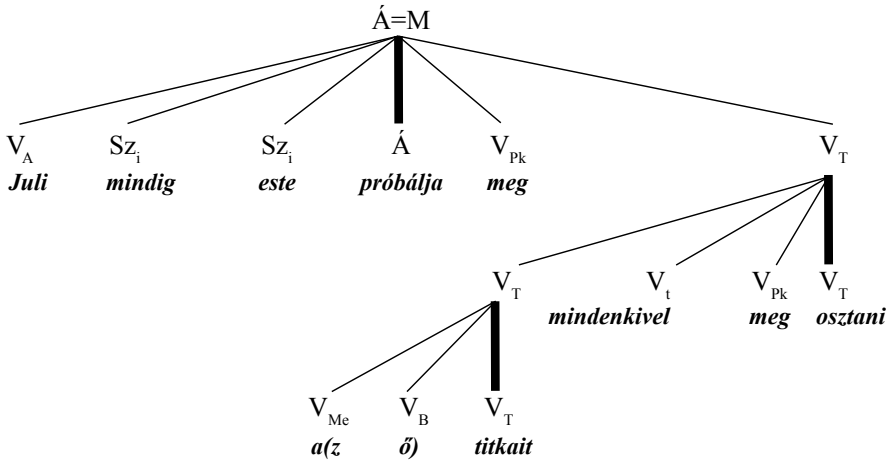 Á=M
V_A Sz_i Sz_i Á V_Pk V_T
Juli mindig este próbálja meg
V_T V_t V_Pk V_T
mindenkivel meg osztani
V_Me V_B V_T
a(z ő) titkait